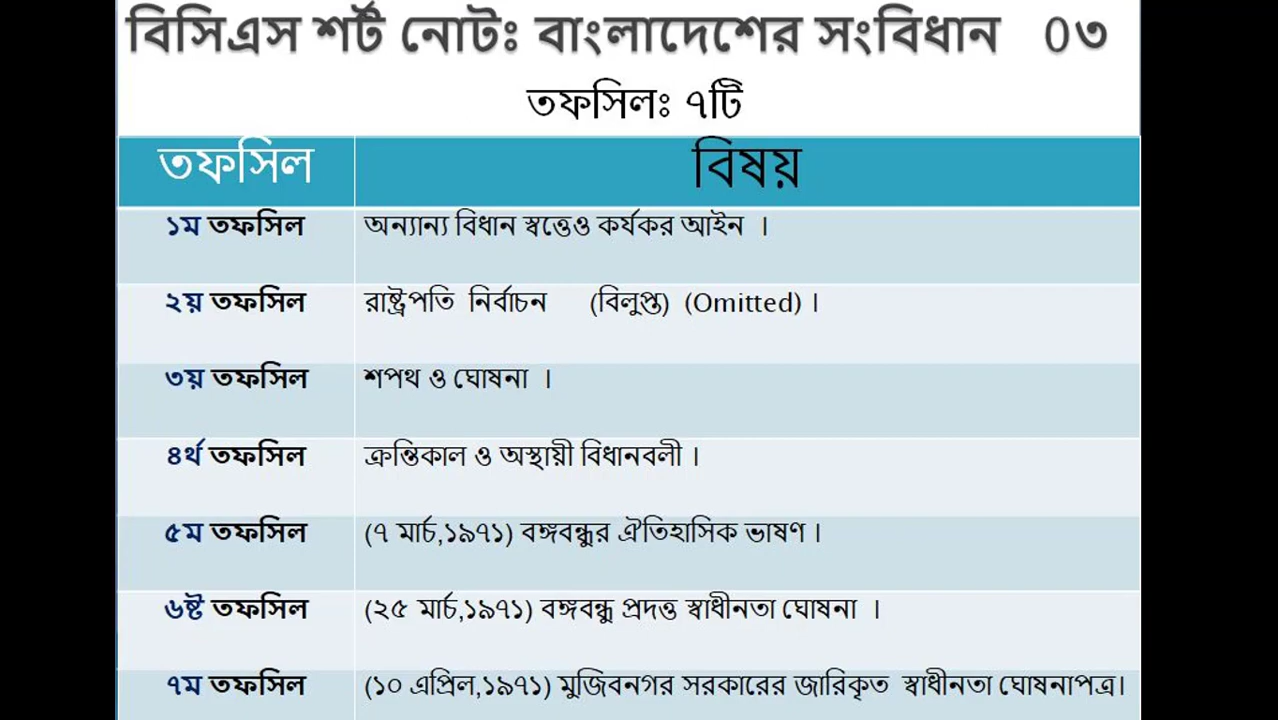 বিসিএস শর্ট নোটঃ বাংলাদেশের সংবিধান 0৩
তফসিলঃ ৭টি
তফসিল বিষয়
১ম তফসিল অন্যান্য বিধান স্বত্তেও কর্যকর আইন ।
২য় তফসিল রাষ্ট্রপতি নির্বাচন (বিলুপ্ত) (Omitted) ।
৩য় তফসিল শপথ ও ঘোষনা ।
৪র্থ তফসিল ক্রন্তিকাল ও অস্থায়ী বিধানবলী ।
৫ম তফসিল (৭ মার্চ,১৯৭১) বঙ্গবন্ধুর ঐতিহাসিক ভাষণ ।
৬ষ্ট তফসিল (২৫ মার্চ,১৯৭১) বঙ্গবন্ধু প্রদত্ত স্বাধীনতা ঘোষনা ।
৭ম তফসিল (১০ এপ্রিল,১৯৭১) মুজিবনগর সরকারের জারিকৃত স্বাধীনতা ঘোষনাপত্র।